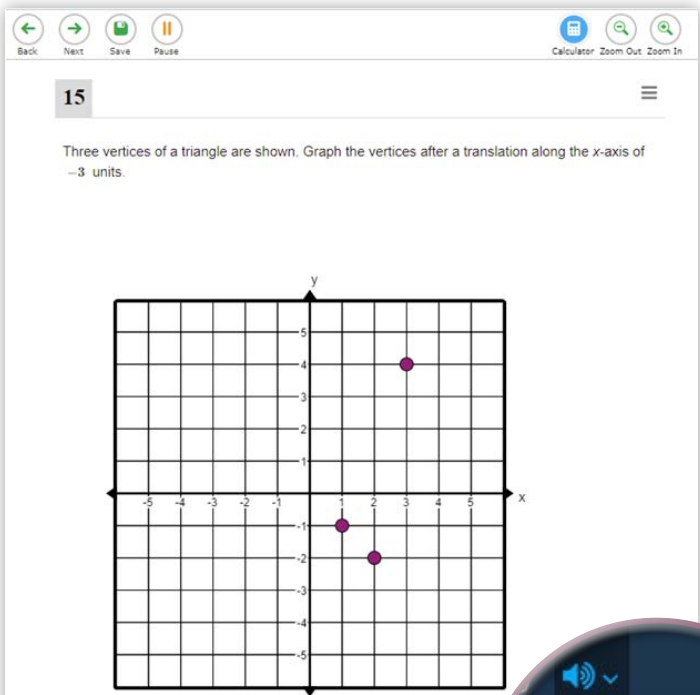 Back Next Save Pause Calculator Zoom Out Zoom In
15
Three vertices of a triangle are shown. Graph the vertices after a translation along the x-axis of
−3 units.
y
5
4
3
2
1
-5 -4 -3 -2 -1 1 2 3 4 5 x
-1
-2
-3
-4
-5